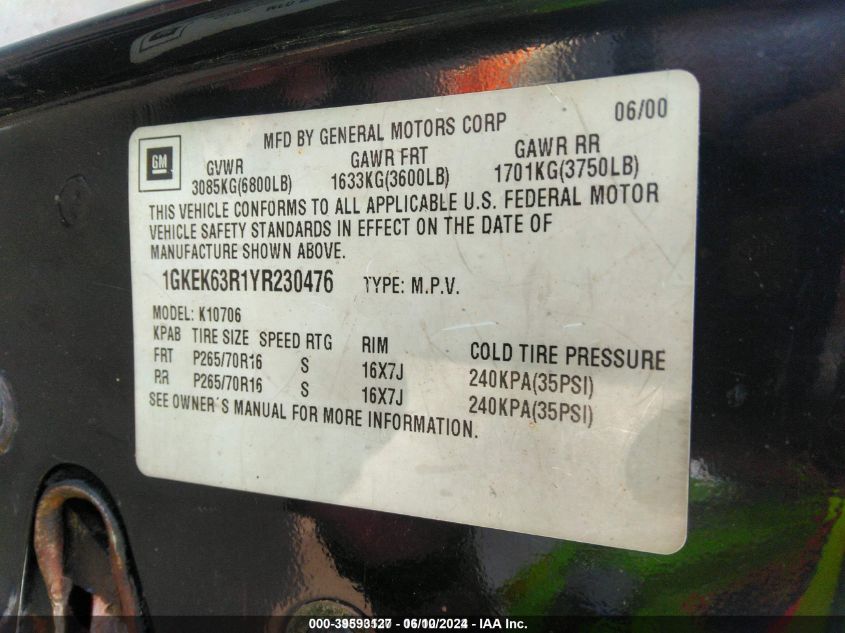 06/00
MFD BY GENERAL MOTORS CORP
GM
GVWR GAWR FRT GAWR RR
3085KG(6800LB) 1633KG(3600LB) 1701KG(3750LB)
THIS VEHICLE CONFORMS TO ALL APPLICABLE U.S. FEDERAL MOTOR
VEHICLE SAFETY STANDARDS IN EFFECT ON THE DATE OF
MANUFACTURE SHOWN ABOVE.
1GKEK63R1YR230476 TYPE: M.P.V.
MODEL: K10706
KPAB TIRE SIZE SPEED RTG RIM COLD TIRE PRESSURE
FRT P265/70R16 S 16X7J 240KPA(35PSI)
RR P265/70R16 S 16X7J 240KPA(35PSI)
SEE OWNER'S MANUAL FOR MORE INFORMATION.
000-39593127 - 06/10/2024 - IAA Inc.